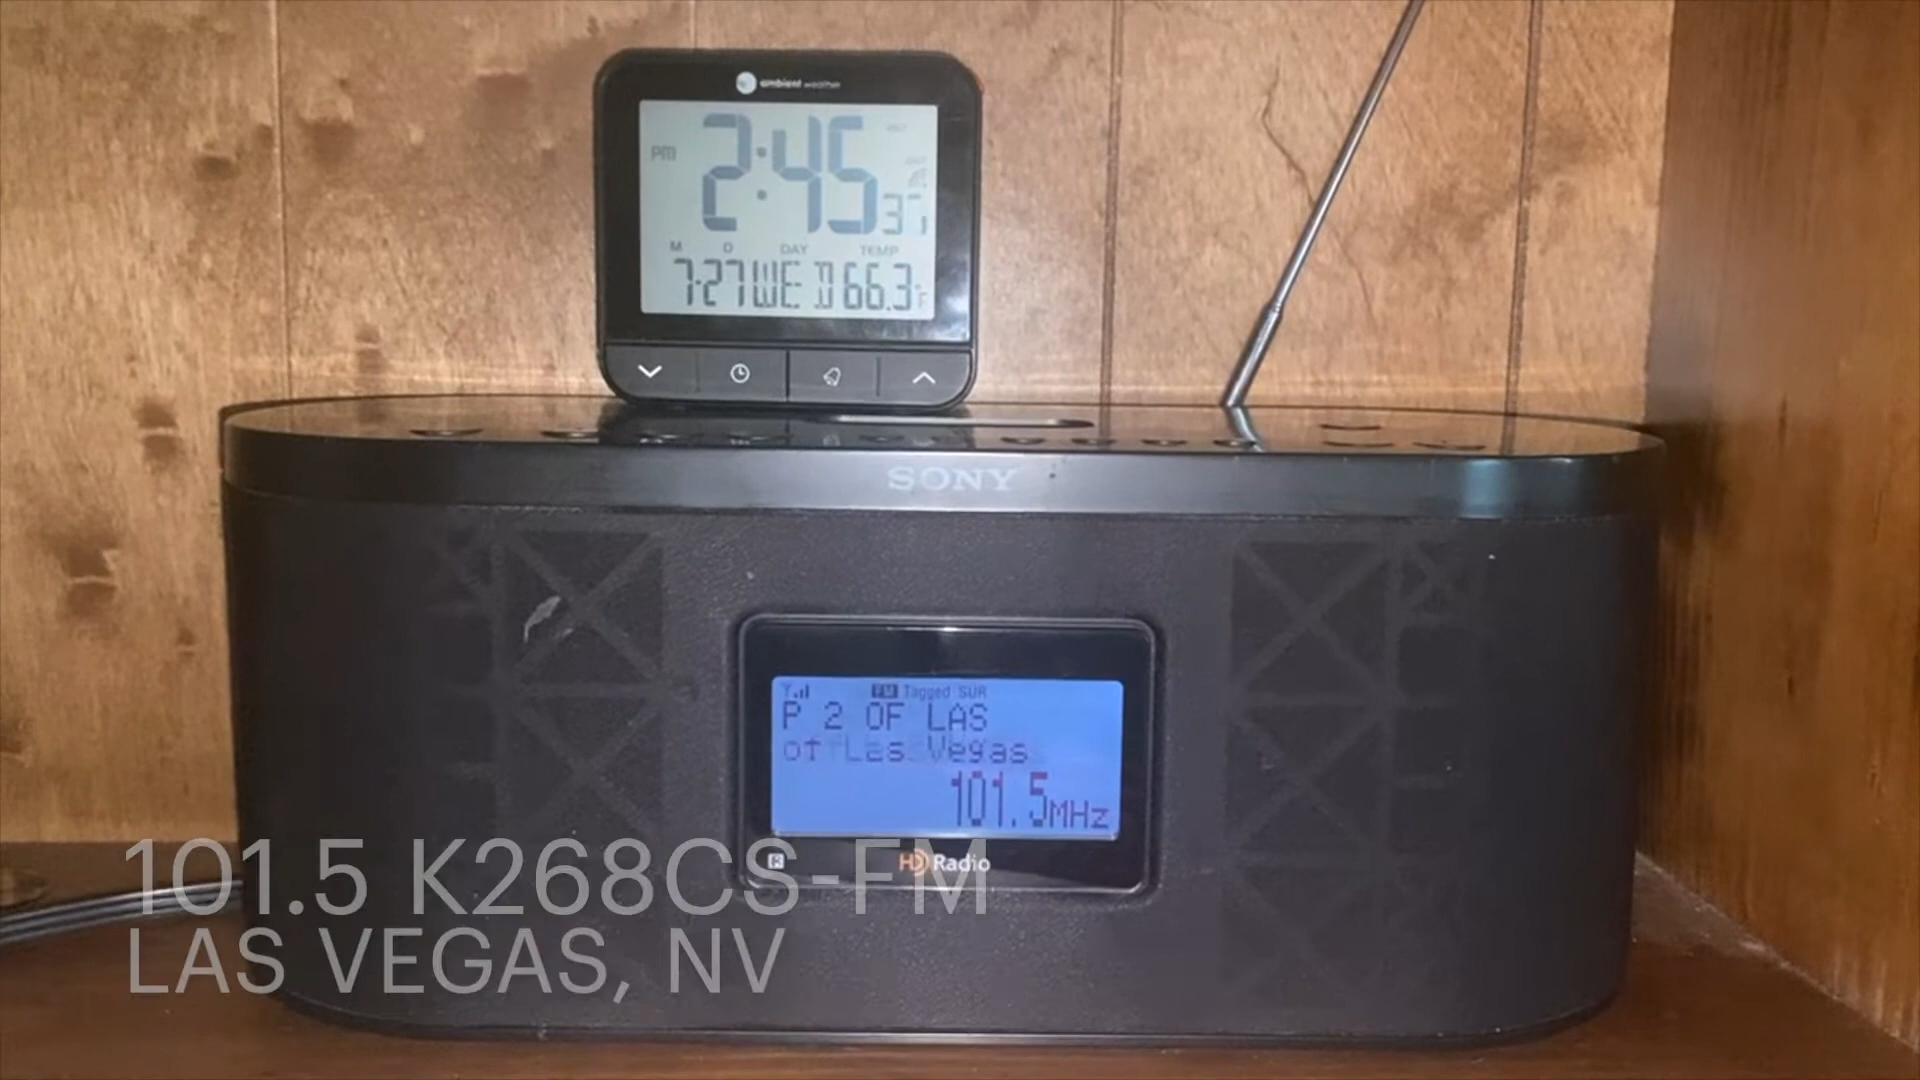 ambient weather
PM 2:45 37
M D DAY TEMP
7-27 WED 66.3°F
SONY
FM Tagged SUR
P 2 OF LAS
of Las Vegas
101.5MHz
HD Radio
101.5 K268CS-FM
LAS VEGAS, NV